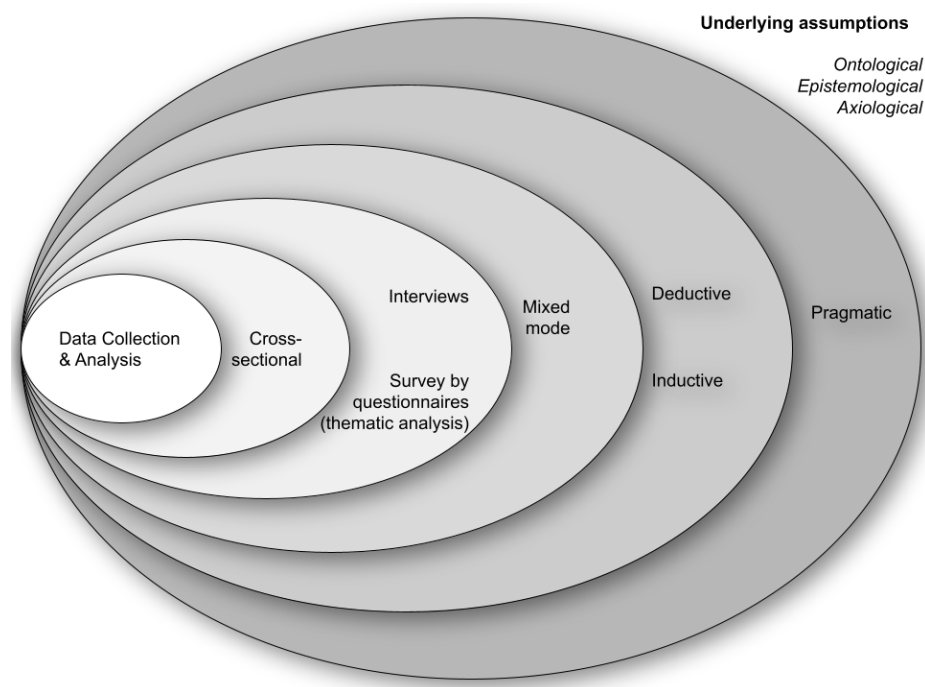 Underlying assumptions
Ontological
Epistemological
Axiological
Data Collection
& Analysis
Cross-
sectional
Interviews
Survey by
questionnaires
(thematic analysis)
Mixed
mode
Deductive
Inductive
Pragmatic